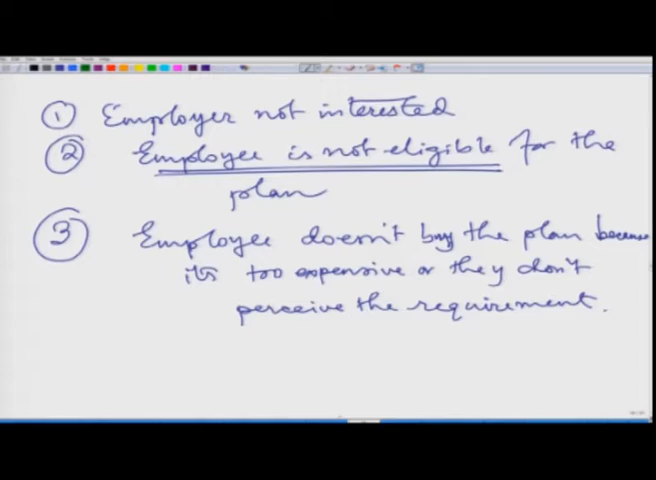 ① Employer not interested
② Employee is not eligible for the
plan
③ Employee doesn't buy the plan because
its too expensive or they don't
perceive the requirement.